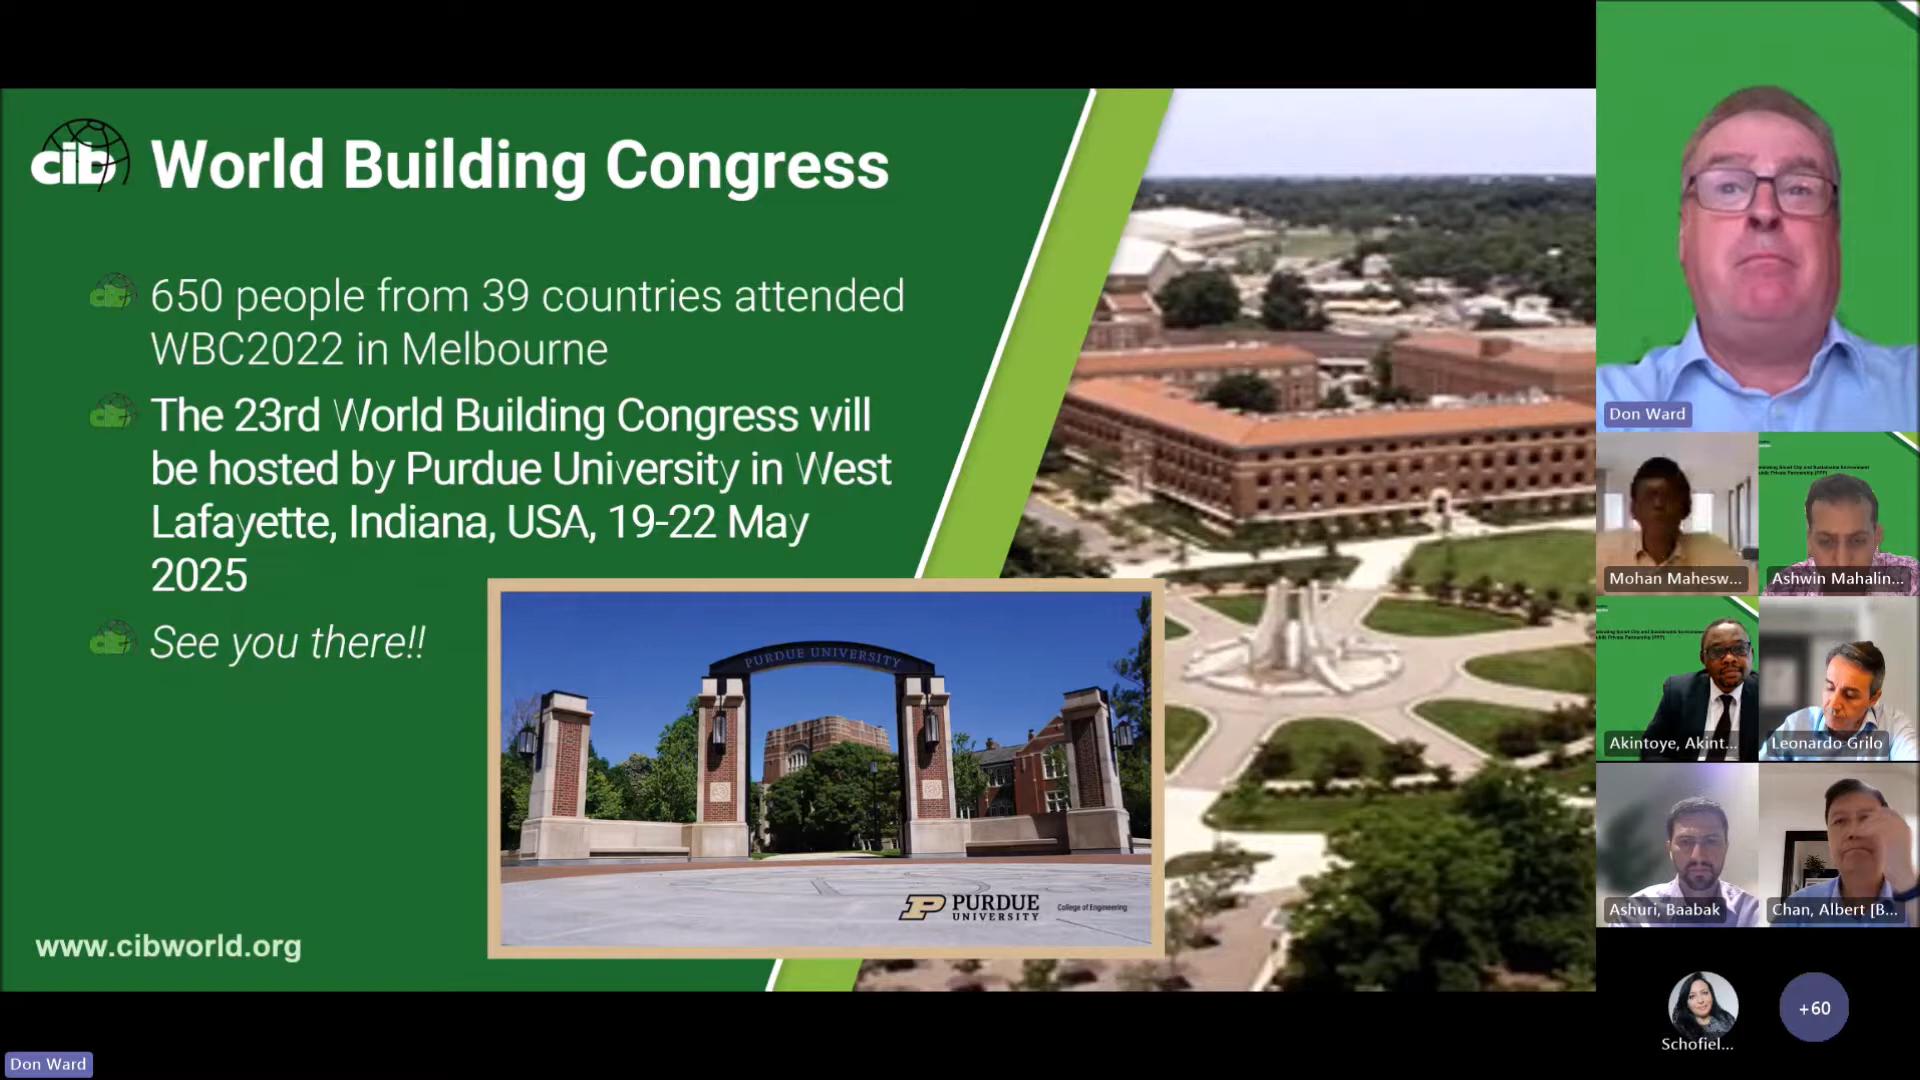 cib World Building Congress
650 people from 39 countries attended
WBC2022 in Melbourne
The 23rd World Building Congress will
be hosted by Purdue University in West
Lafayette, Indiana, USA, 19-22 May
2025
See you there!!
PURDUE UNIVERSITY
PURDUE
UNIVERSITY
College of Engineering
www.cibworld.org
Don Ward
Don Ward
Mohan Mahesw...
Ashwin Mahalin...
Akintoye, Akint...
Leonardo Grilo
Ashuri, Baabak
Chan, Albert [B...
Schofiel...
+60